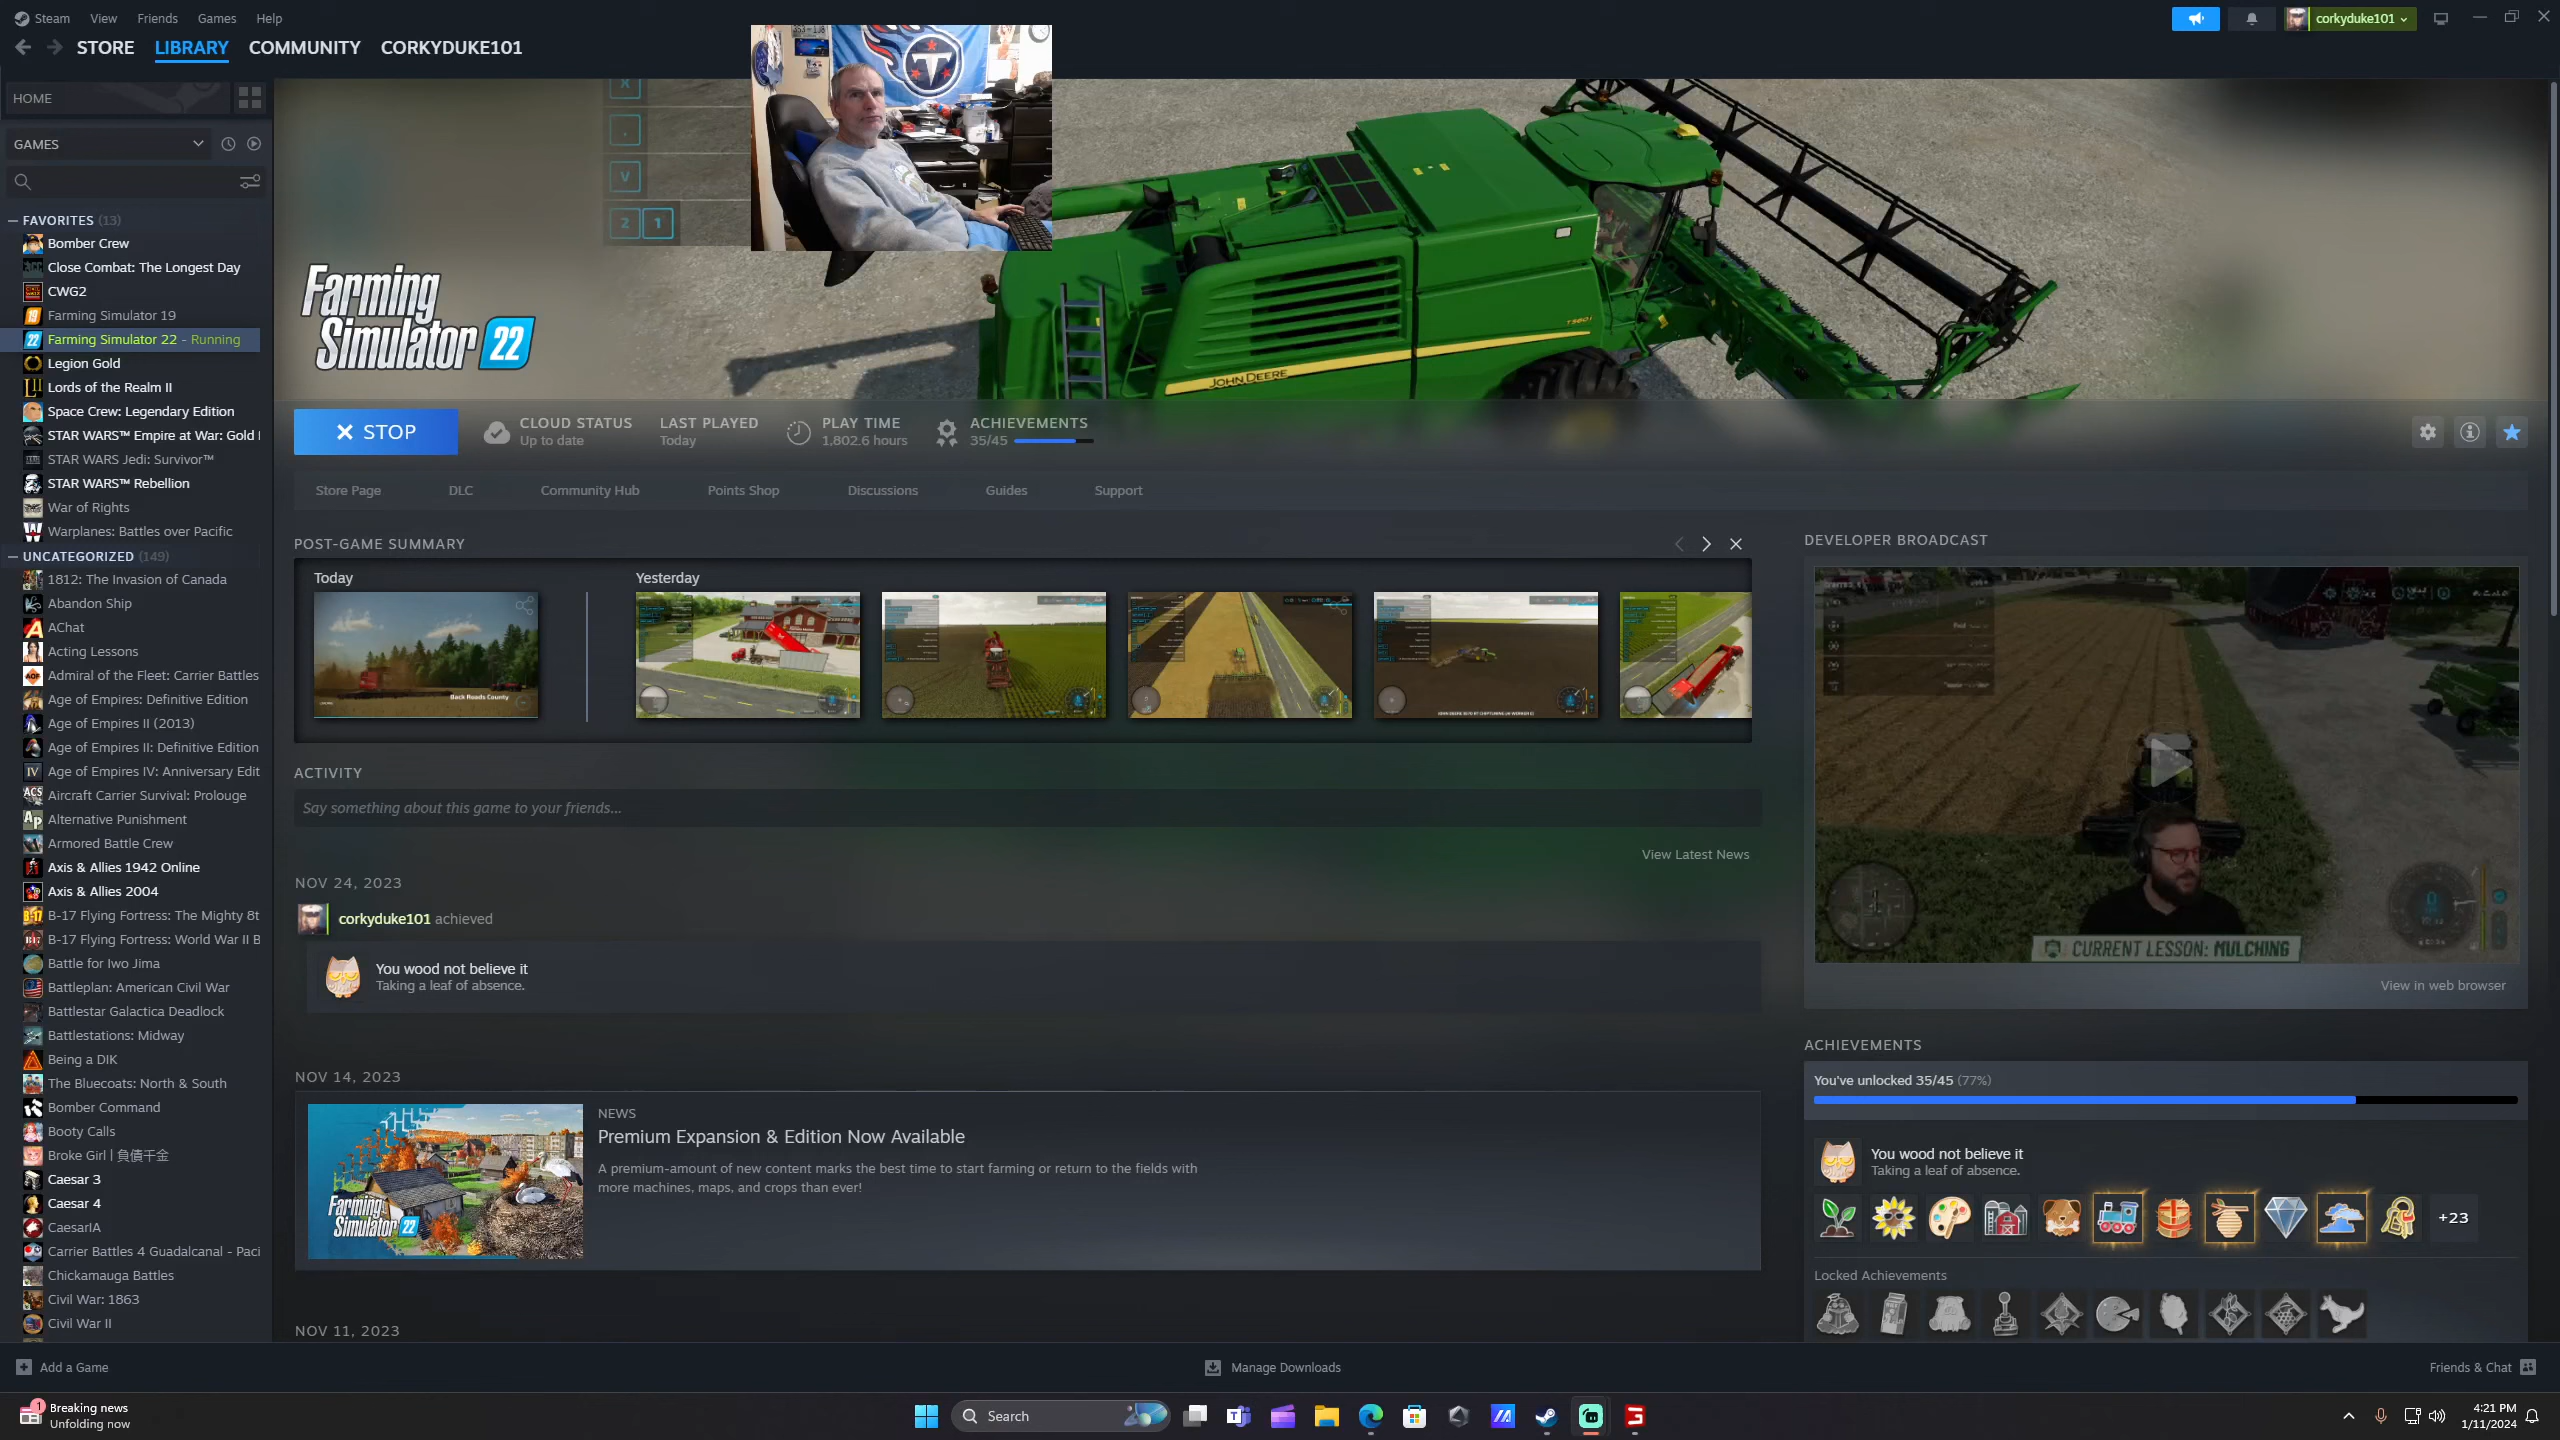 Steam View Friends Games Help
corkyduke101
STORE LIBRARY COMMUNITY CORKYDUKE101
HOME
GAMES
FAVORITES (13)
Bomber Crew
Close Combat: The Longest Day
CWG2
Farming Simulator 19
Farming Simulator 22 - Running
Legion Gold
Lords of the Realm II
Space Crew: Legendary Edition
STAR WARS™ Empire at War: Gold
STAR WARS Jedi: Survivor™
STAR WARS™ Rebellion
War of Rights
Warplanes: Battles over Pacific
UNCATEGORIZED (149)
1812: The Invasion of Canada
Abandon Ship
AChat
Acting Lessons
Admiral of the Fleet: Carrier Battles
Age of Empires: Definitive Edition
Age of Empires II (2013)
Age of Empires II: Definitive Edition
Age of Empires IV: Anniversary Edit
Aircraft Carrier Survival: Prolouge
Alternative Punishment
Armored Battle Crew
Axis & Allies 1942 Online
Axis & Allies 2004
B-17 Flying Fortress: The Mighty 8t
B-17 Flying Fortress: World War II B
Battle for Iwo Jima
Battleplan: American Civil War
Battlestar Galactica Deadlock
Battlestations: Midway
Being a DIK
The Bluecoats: North & South
Bomber Command
Booty Calls
Broke Girl | 負債千金
Caesar 3
Caesar 4
CaesarIA
Carrier Battles 4 Guadalcanal - Paci
Chickamauga Battles
Civil War: 1863
Civil War II
Add a Game
X
V
2 1
T
Farming
Simulator 22
JOHN DEERE
T560i
STOP
CLOUD STATUS
Up to date
LAST PLAYED
Today
PLAY TIME
1,802.6 hours
ACHIEVEMENTS
35/45
Store Page DLC Community Hub Points Shop Discussions Guides Support
POST-GAME SUMMARY
Today
Yesterday
Back Roads County
ACTIVITY
Say something about this game to your friends...
View Latest News
NOV 24, 2023
corkyduke101 achieved
You wood not believe it
Taking a leaf of absence.
NOV 14, 2023
NEWS
Premium Expansion & Edition Now Available
A premium-amount of new content marks the best time to start farming or return to the fields with
more machines, maps, and crops than ever!
Farming
Simulator 22
NOV 11, 2023
DEVELOPER BROADCAST
CURRENT LESSON: MULCHING
View in web browser
ACHIEVEMENTS
You've unlocked 35/45 (77%)
You wood not believe it
Taking a leaf of absence.
+23
Locked Achievements
Manage Downloads
Friends & Chat
1
Breaking news
Unfolding now
Search
4:21 PM
1/11/2024